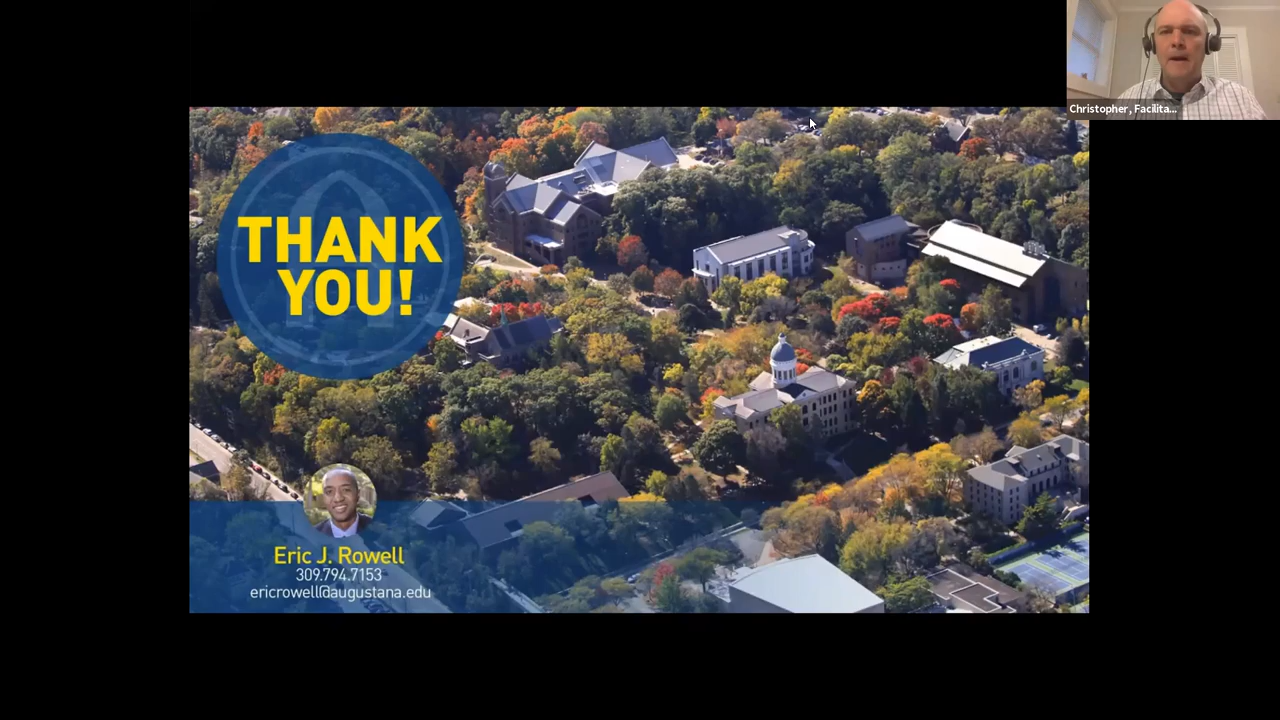 Christopher, Facilita...
THANK
YOU!
Eric J. Rowell
309.794.7153
ericrowell@augustana.edu